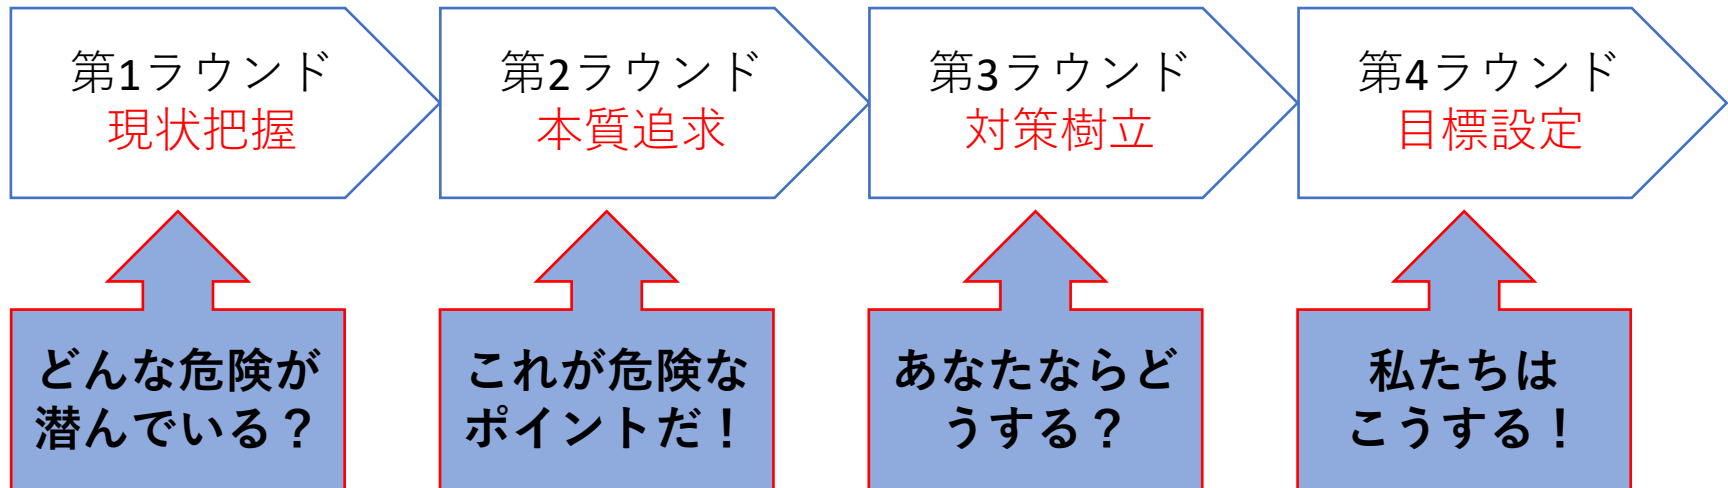 第1ラウンド
現状把握
第2ラウンド
本質追求
第3ラウンド
対策樹立
第4ラウンド
目標設定
どんな危険が
潜んでいる？
これが危険な
ポイントだ！
あなたならど
うする？
私たちは
こうする！